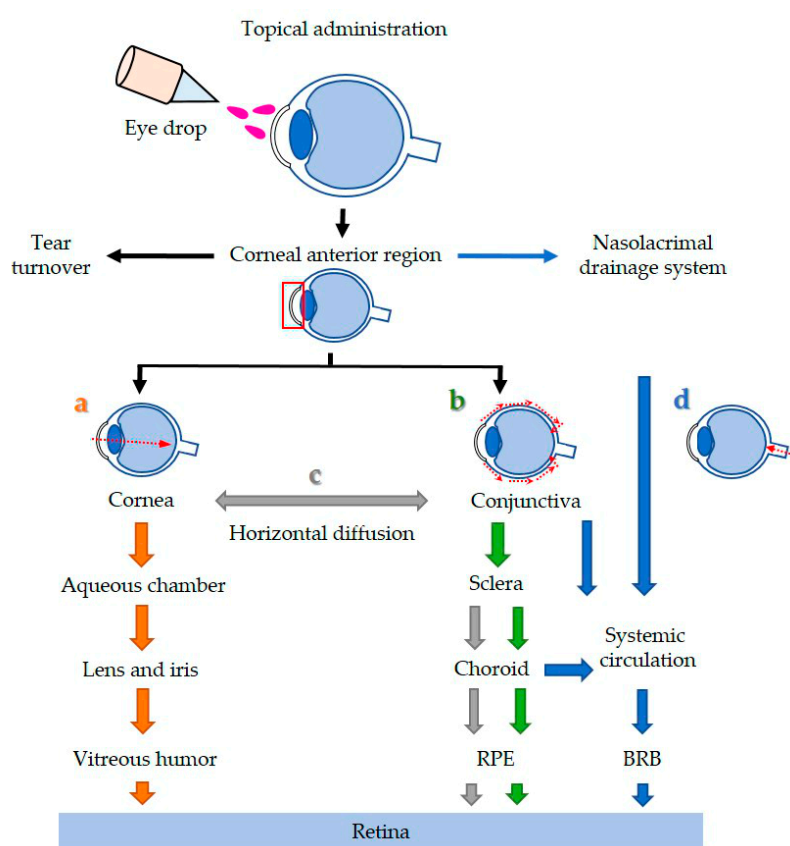 Topical administration
Eye drop
Tear
turnover
Corneal anterior region
Nasolacrimal
drainage system
a
b
d
c
Cornea
Horizontal diffusion
Conjunctiva
Aqueous chamber
Sclera
Systemic
circulation
Lens and iris
Choroid
Vitreous humor
RPE
BRB
Retina